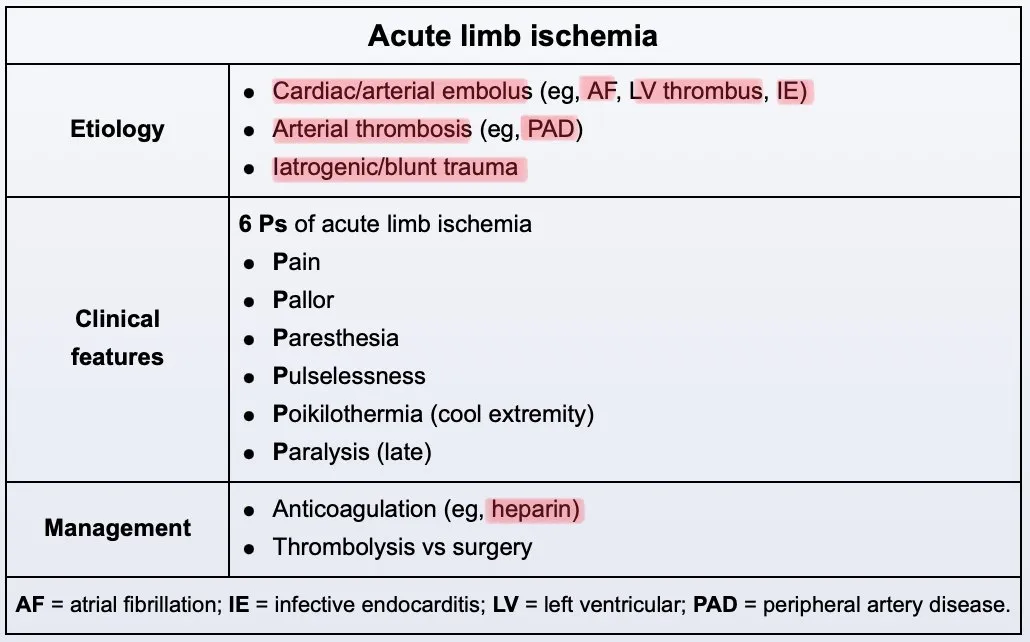 Acute limb ischemia
Etiology
● Cardiac/arterial embolus (eg, AF, LV thrombus, IE)
● Arterial thrombosis (eg, PAD)
● Iatrogenic/blunt trauma
Clinical
features
6 Ps of acute limb ischemia
● Pain
● Pallor
● Paresthesia
● Pulselessness
● Poikilothermia (cool extremity)
● Paralysis (late)
Management
● Anticoagulation (eg, heparin)
● Thrombolysis vs surgery
AF = atrial fibrillation; IE = infective endocarditis; LV = left ventricular; PAD = peripheral artery disease.